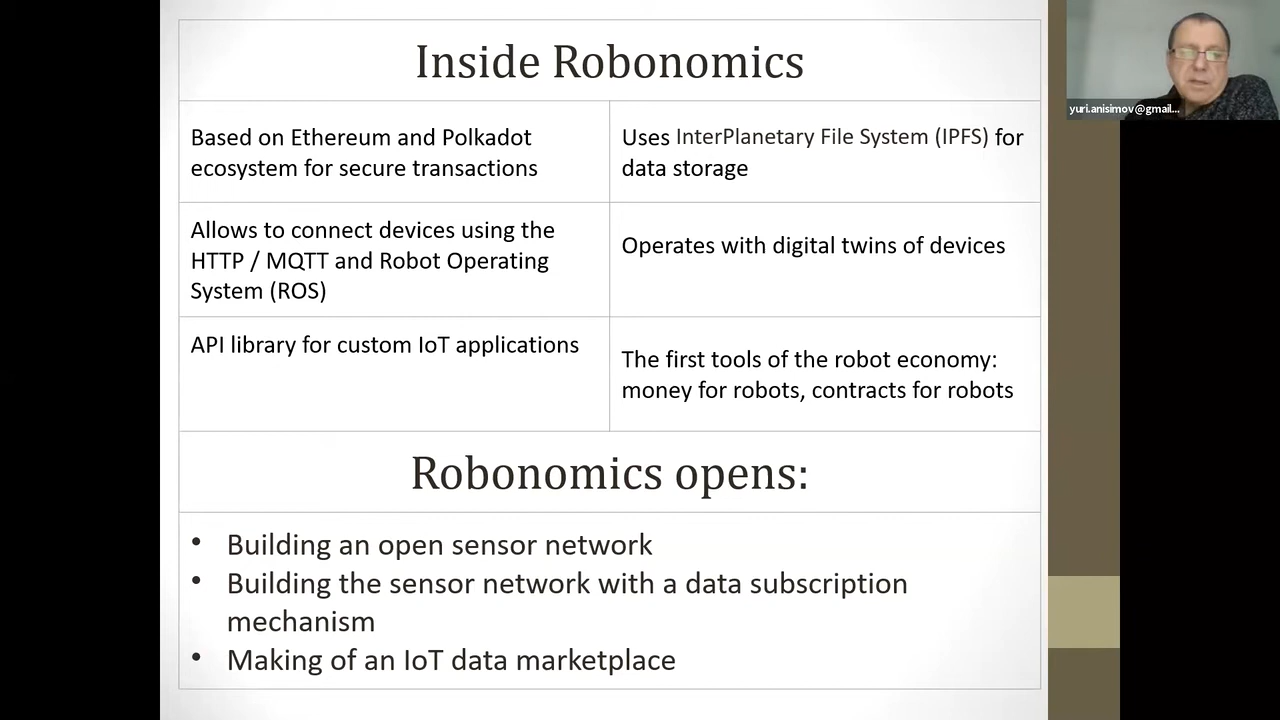 Inside Robonomics
Based on Ethereum and Polkadot
ecosystem for secure transactions
Uses InterPlanetary File System (IPFS) for
data storage
Allows to connect devices using the
HTTP / MQTT and Robot Operating
System (ROS)
Operates with digital twins of devices
API library for custom IoT applications
The first tools of the robot economy:
money for robots, contracts for robots
Robonomics opens:
• Building an open sensor network
• Building the sensor network with a data subscription
mechanism
• Making of an IoT data marketplace
yuri.anisimov@gmail...